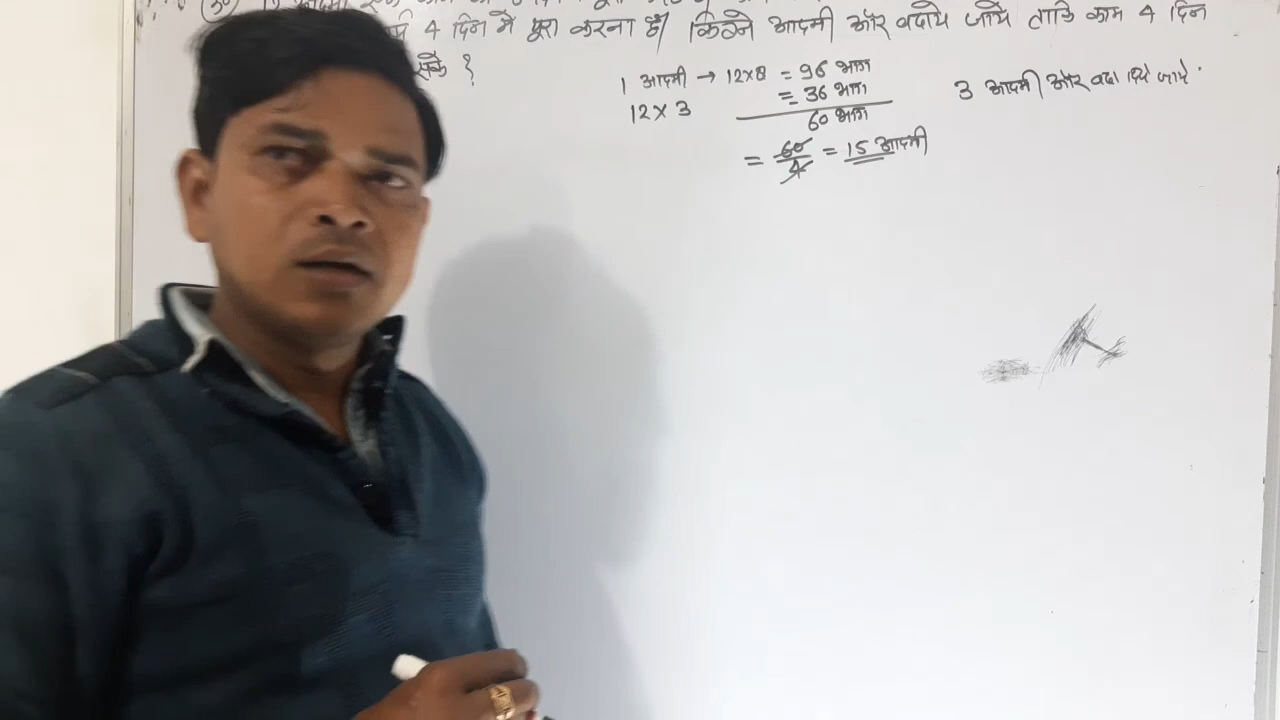 4 दिन में पूरा करना है। कितने आदमी और बढ़ाये जाये ताकि काम 4 दिन
सके ?
1 आदमी → 12×8 = 96 भाग
12 × 3 = 36 भाग
60 भाग
= 60/4 = 15 आदमी
3 आदमी और बढ़ा दिये जाये.